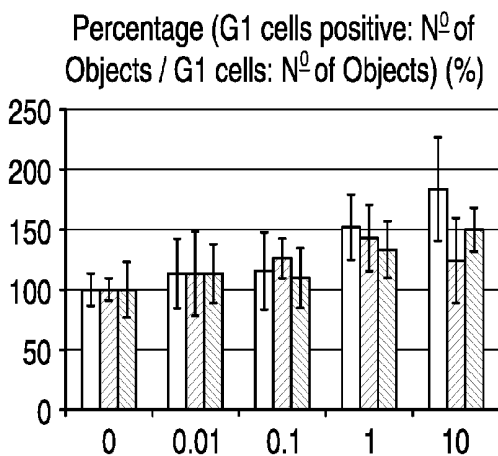 Percentage (G1 cells positive: Nº of
Objects / G1 cells: Nº of Objects) (%)
250
200
150
100
50
0
0 0.01 0.1 1 10